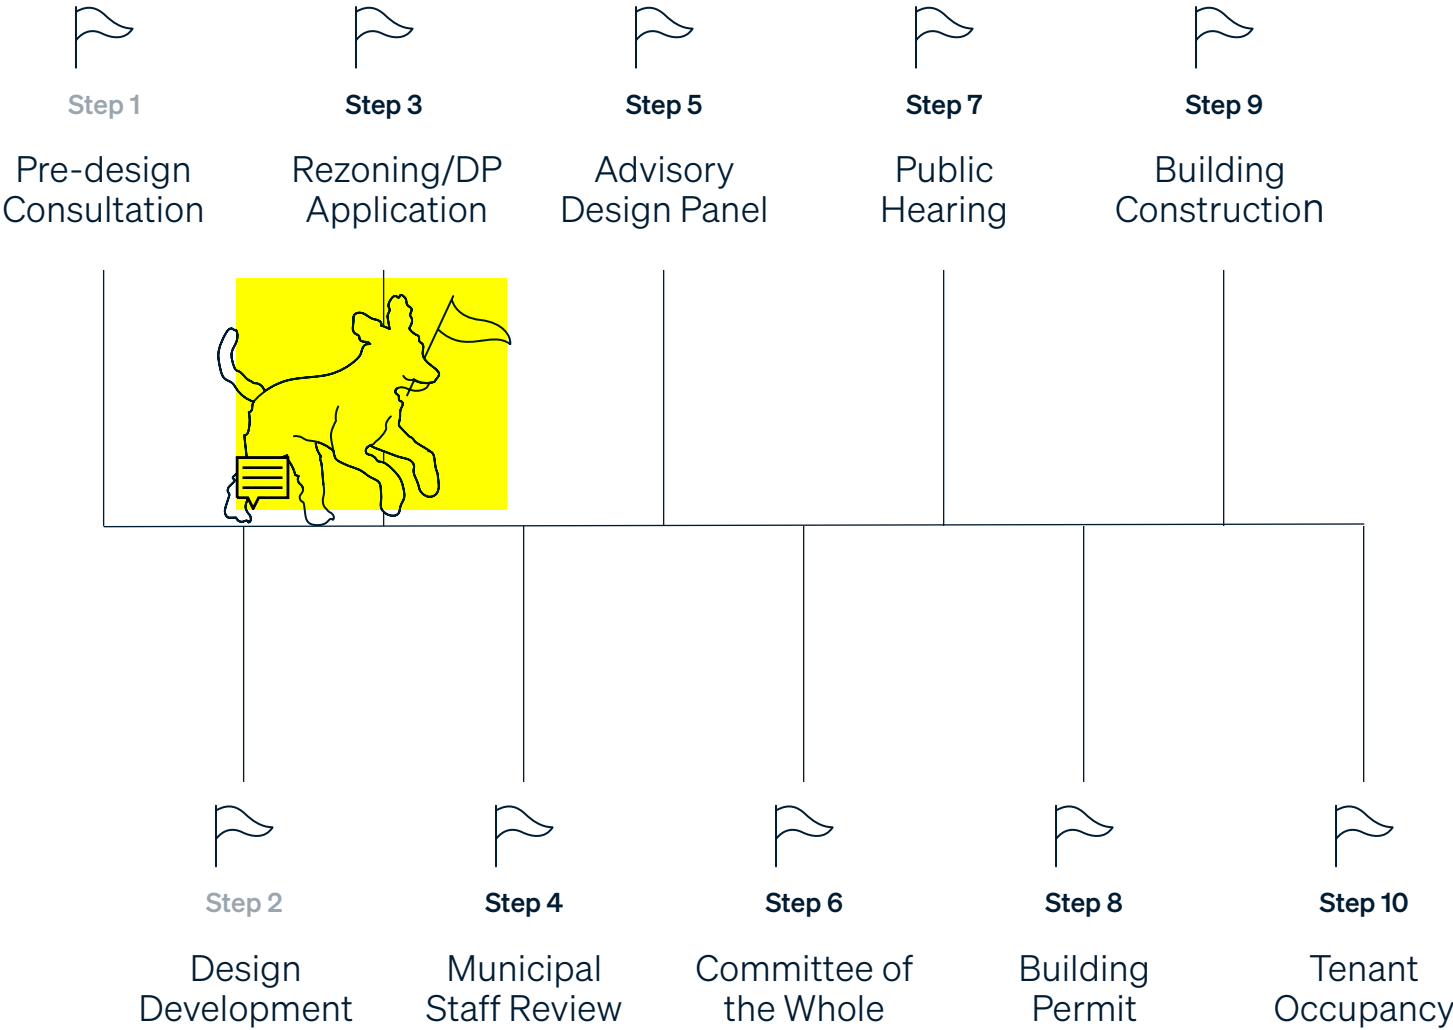 Step 1
Pre-design
Consultation
Step 3
Rezoning/DP
Application
Step 5
Advisory
Design Panel
Step 7
Public
Hearing
Step 9
Building
Construction
Step 2
Design
Development
Step 4
Municipal
Staff Review
Step 6
Committee of
the Whole
Step 8
Building
Permit
Step 10
Tenant
Occupancy